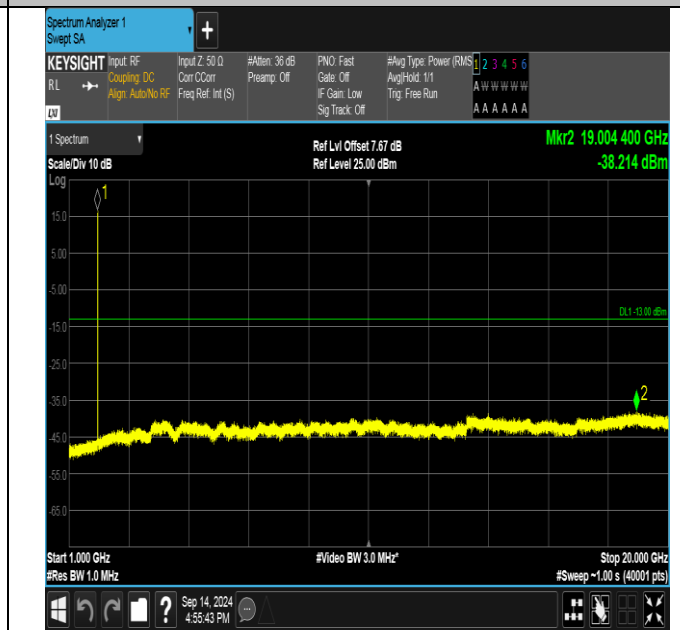 Spectrum Analyzer 1
Swept SA
+
KEYSIGHT
RL
LXI
Input: RF
Coupling: DC
Align: Auto/No RF
Input Z: 50 Ω
Corr CCorr
Freq Ref: Int (S)
#Atten: 36 dB
Preamp: Off
PNO: Fast
Gate: Off
IF Gain: Low
Sig Track: Off
#Avg Type: Power (RMS
Avg|Hold: 1/1
Trig: Free Run
1 2 3 4 5 6
A W W W W W
A A A A A A
1 Spectrum
Scale/Div 10 dB
Log
Ref Lvl Offset 7.67 dB
Ref Level 25.00 dBm
Mkr2 19.004 400 GHz
-38.214 dBm
1
15.0
5.00
-5.00
DL1 -13.00 dBm
-15.0
-25.0
-35.0
2
-45.0
-55.0
-65.0
Start 1.000 GHz
#Res BW 1.0 MHz
#Video BW 3.0 MHz*
Stop 20.000 GHz
#Sweep ~1.00 s (40001 pts)
?
Sep 14, 2024
4:55:43 PM